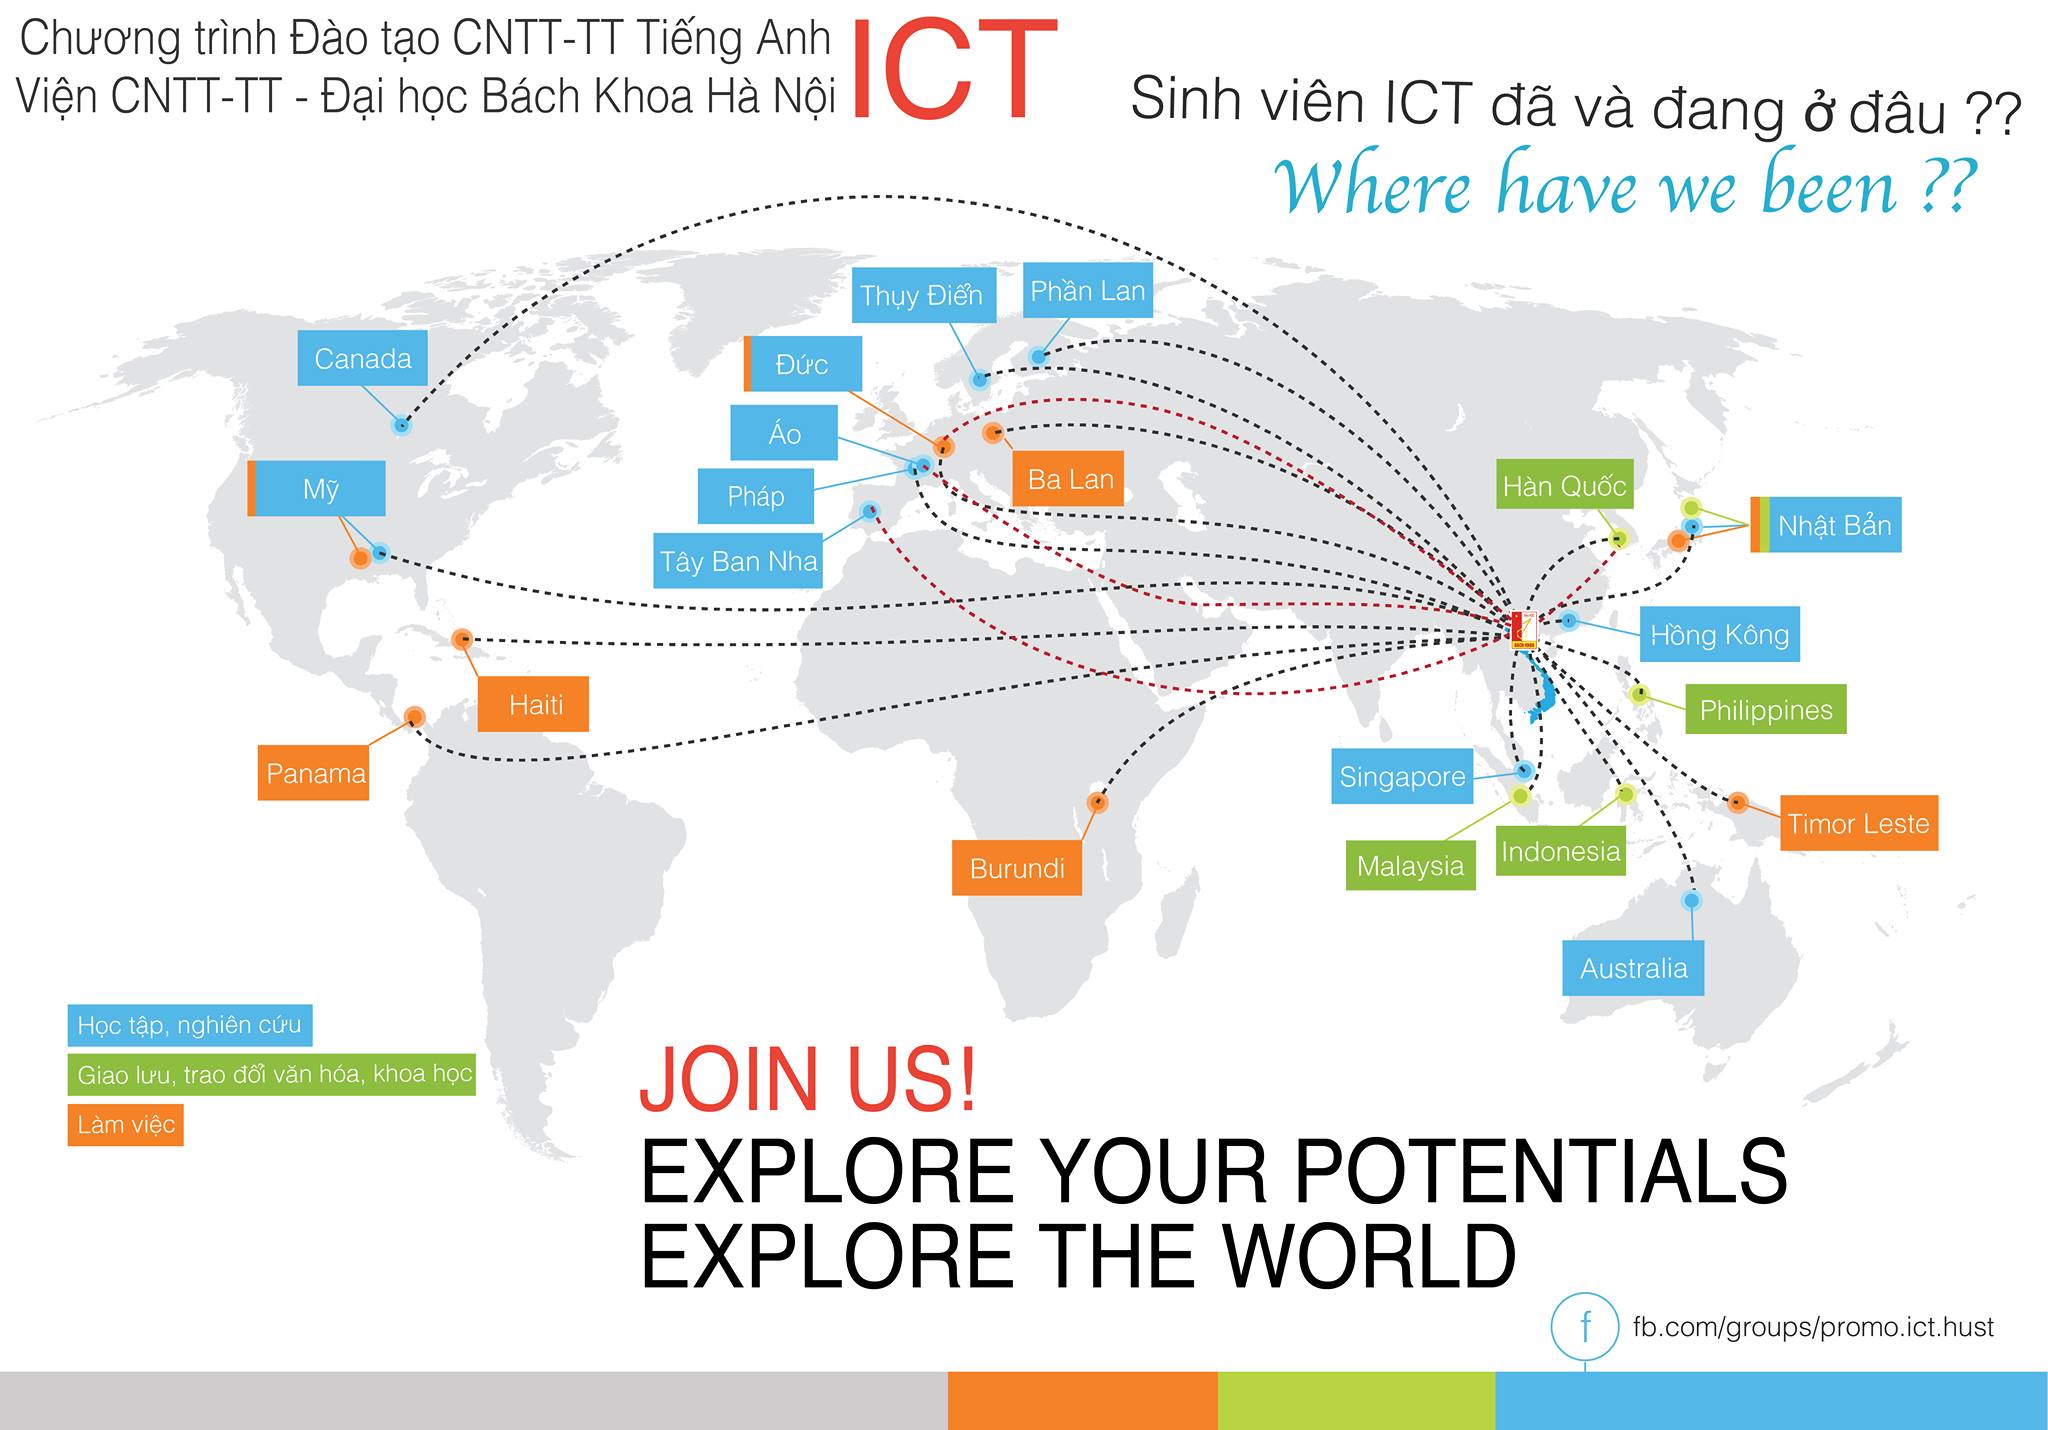 Chương trình Đào tạo CNTT-TT Tiếng Anh
Viện CNTT-TT - Đại học Bách Khoa Hà Nội
ICT
Sinh viên ICT đã và đang ở đâu ??
Where have we been ??
Thụy Điển
Phần Lan
Canada
Đức
Áo
Mỹ
Pháp
Ba Lan
Tây Ban Nha
Hàn Quốc
Nhật Bản
Hồng Kông
Haiti
Panama
Philippines
Singapore
Timor Leste
Burundi
Malaysia
Indonesia
Australia
Học tập, nghiên cứu
Giao lưu, trao đổi văn hóa, khoa học
Làm việc
JOIN US!
EXPLORE YOUR POTENTIALS
EXPLORE THE WORLD
f
fb.com/groups/promo.ict.hust
BÁCH KHOA